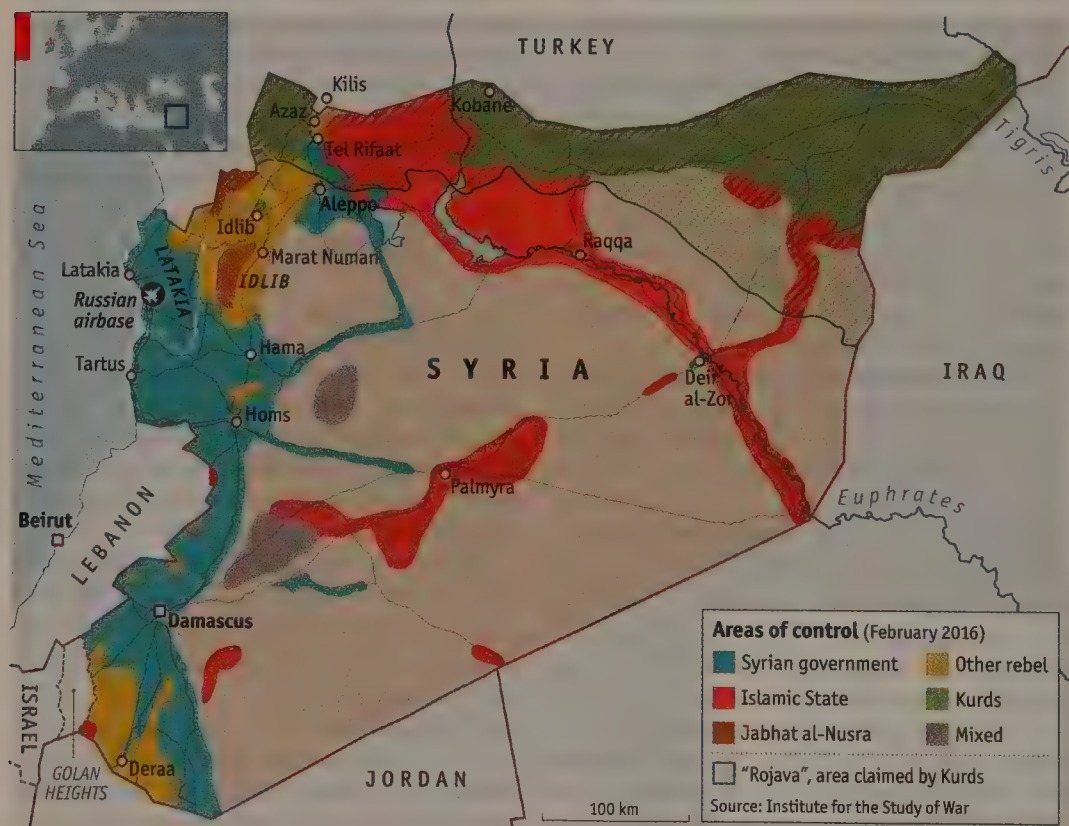 TURKEY
Kilis
Azaz
Kobane
Tel Rifaat
Tigris
Aleppo
Idlib
Raqqa
Marat Numan
IDLIB
Latakia
LATAKIA
Russian
airbase
Mediterranean Sea
Hama
SYRIA
Tartus
Deir
al-Zor
IRAQ
Homs
Palmyra
Euphrates
Beirut
LEBANON
Damascus
ISRAEL
GOLAN
HEIGHTS
Deraa
JORDAN
100 km
Areas of control (February 2016)
Syrian government
Other rebel
Islamic State
Kurds
Jabhat al-Nusra
Mixed
"Rojava", area claimed by Kurds
Source: Institute for the Study of War